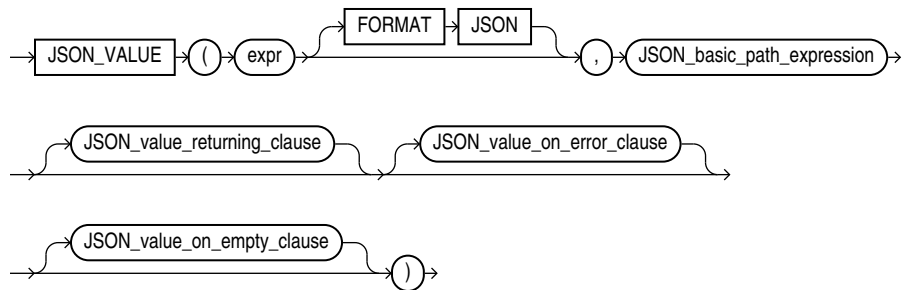 FORMAT JSON
JSON_VALUE ( expr , JSON_basic_path_expression
JSON_value_returning_clause JSON_value_on_error_clause
JSON_value_on_empty_clause )